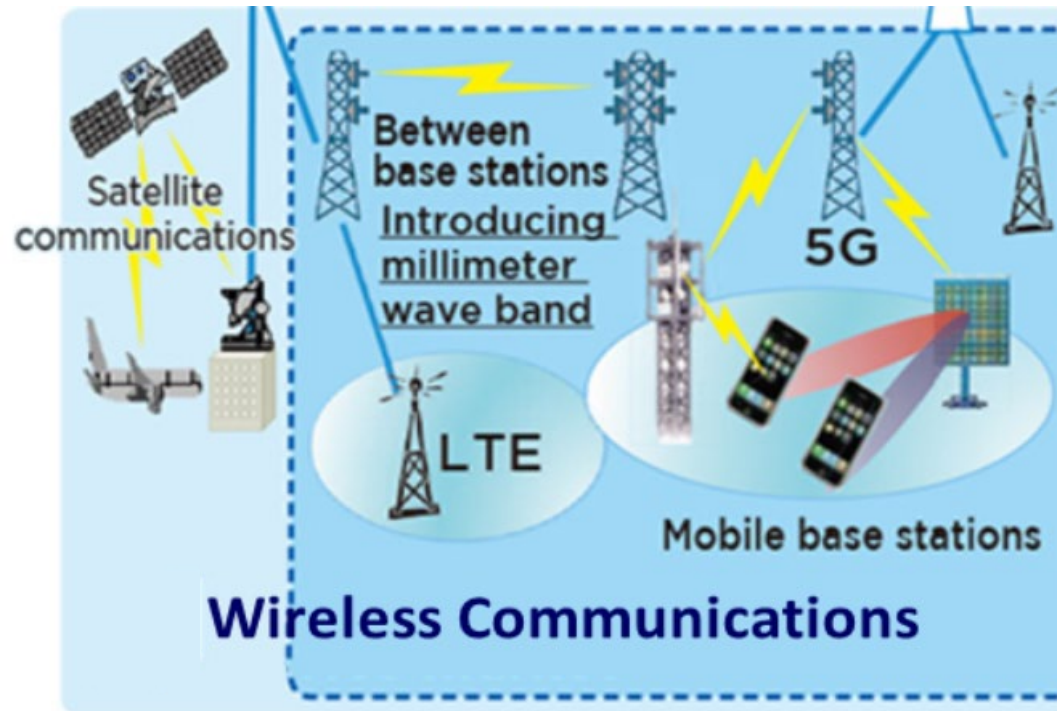 Satellite
communications
Between
base stations
Introducing
millimeter
wave band
5G
LTE
Mobile base stations
Wireless Communications